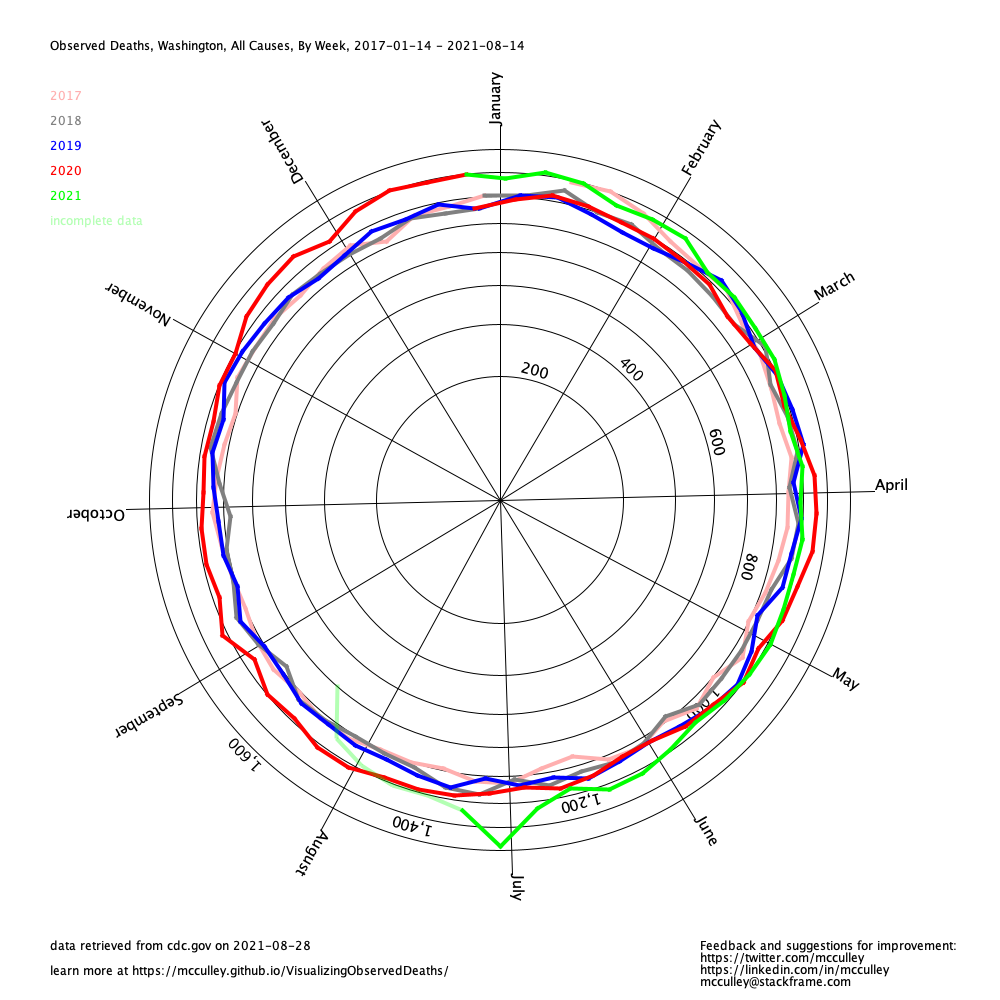 Observed Deaths, Washington, All Causes, By Week, 2017-01-14 - 2021-08-14
2017
2018
2019
2020
2021
incomplete data
January
February
March
April
May
June
July
August
September
October
November
December
200
400
600
800
1,200
1,400
1,600
data retrieved from cdc.gov on 2021-08-28
learn more at https://mcculley.github.io/VisualizingObservedDeaths/
Feedback and suggestions for improvement:
https://twitter.com/mcculley
https://linkedin.com/in/mcculley
mcculley@stackframe.com